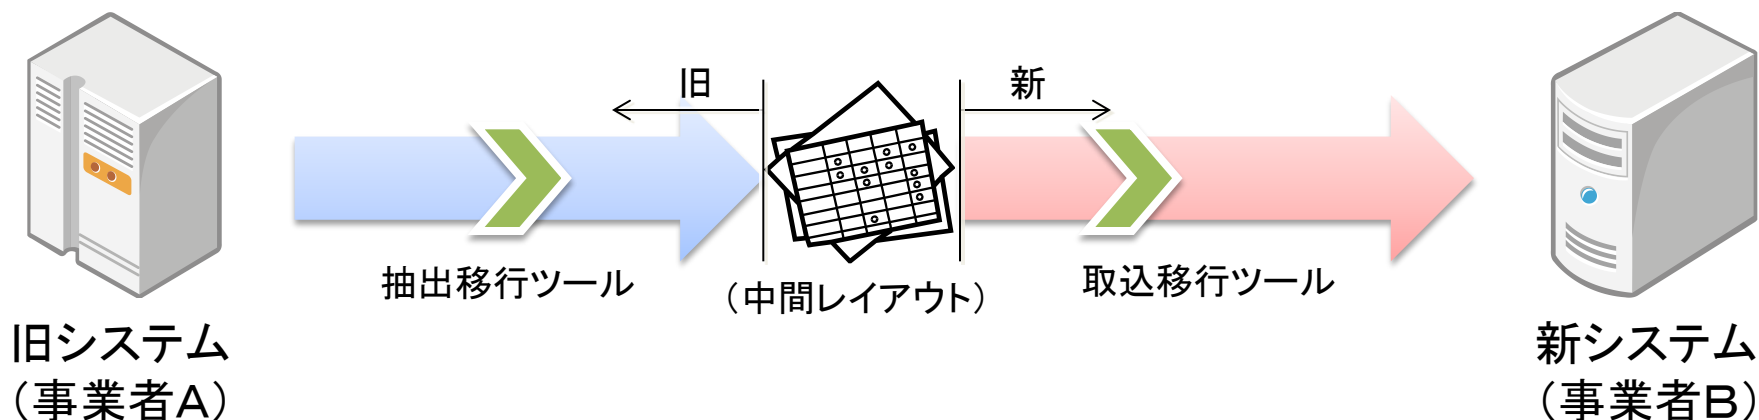 旧
新
抽出移行ツール
（中間レイアウト）
取込移行ツール
旧システム
（事業者A）
新システム
（事業者B）